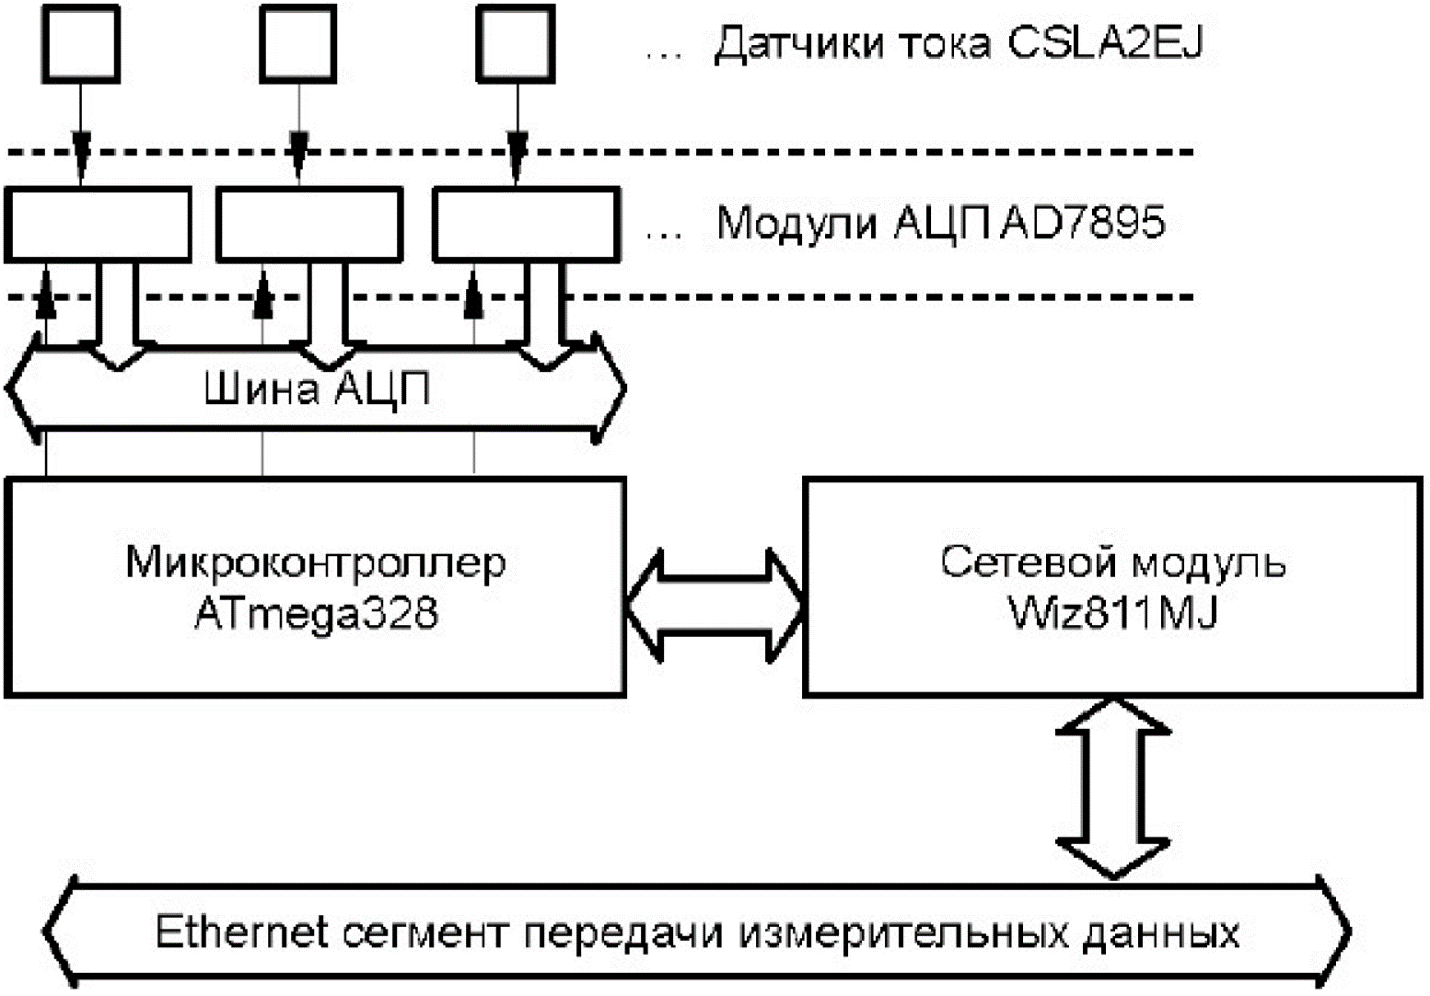 ... Датчики тока CSLA2EJ
... Модули АЦП AD7895
Шина АЦП
Микроконтроллер
ATmega328
Сетевой модуль
Wiz811MJ
Ethernet сегмент передачи измерительных данных